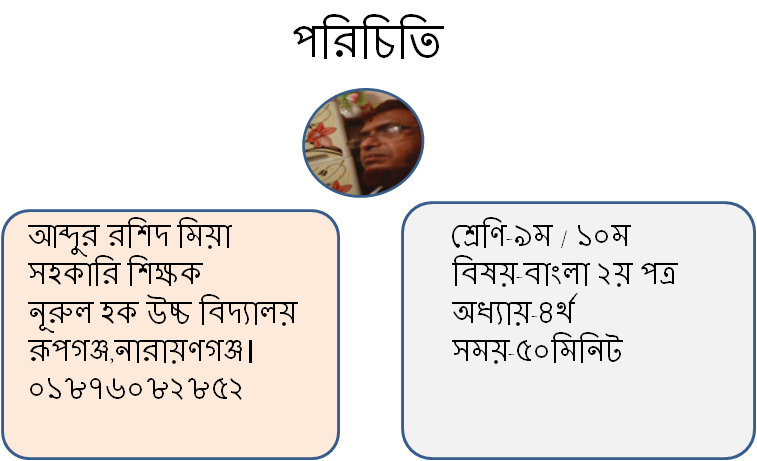 পরিচিতি
আব্দুর রশিদ মিয়া
সহকারি শিক্ষক
নূরুল হক উচ্চ বিদ্যালয়
রূপগঞ্জ,নারায়ণগঞ্জ।
০১৮৭৬০৮২৮৫২
শ্রেণি-৯ম / ১০ম
বিষয়-বাংলা ২য় পত্র
অধ্যায়-৪র্থ
সময়-৫০মিনিট